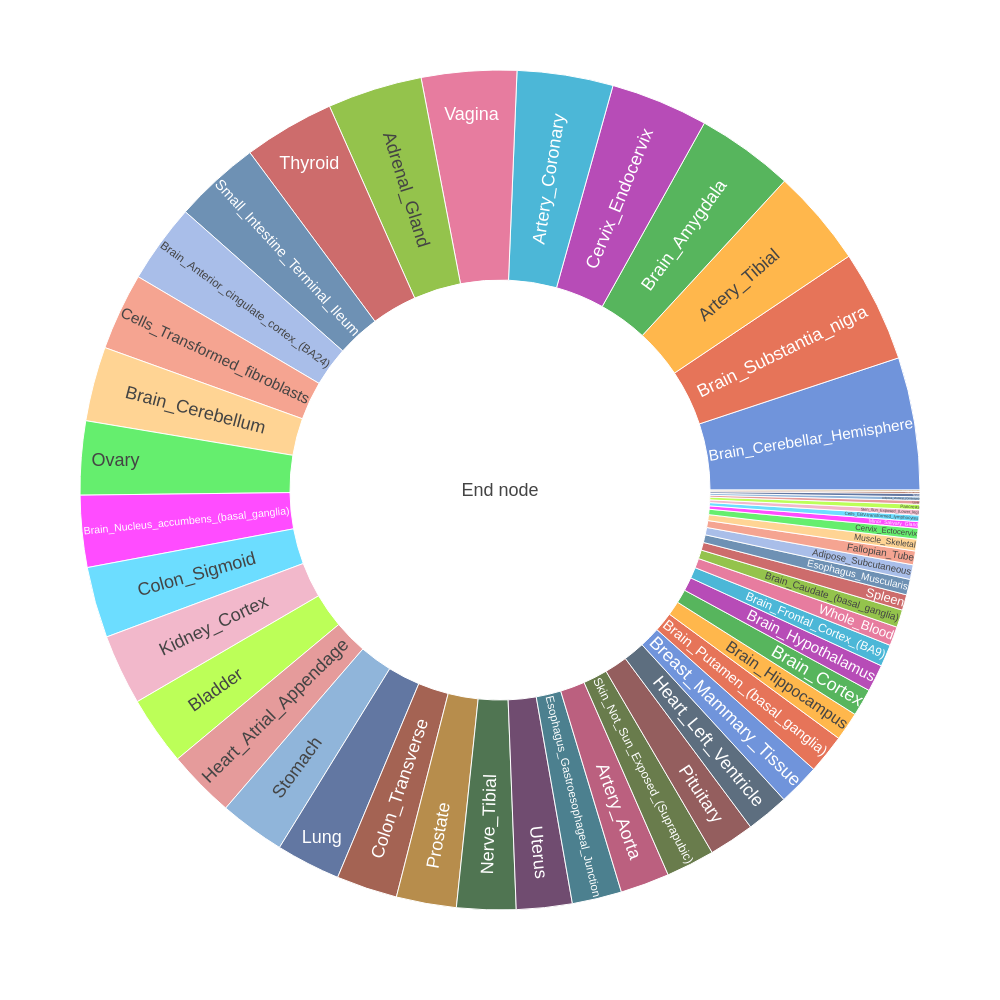 End node
Brain_Cerebellar_Hemisphere
Brain_Substantia_nigra
Artery_Tibial
Brain_Amygdala
Cervix_Endocervix
Artery_Coronary
Vagina
Adrenal_Gland
Thyroid
Small_Intestine_Terminal_Ileum
Brain_Anterior_cingulate_cortex_(BA24)
Cells_Transformed_fibroblasts
Brain_Cerebellum
Ovary
Brain_Nucleus_accumbens_(basal_ganglia)
Colon_Sigmoid
Kidney_Cortex
Bladder
Heart_Atrial_Appendage
Stomach
Lung
Colon_Transverse
Prostate
Nerve_Tibial
Uterus
Esophagus_Gastroesophageal_Junction
Artery_Aorta
Skin_Not_Sun_Exposed_(Suprapubic)
Pituitary
Heart_Left_Ventricle
Breast_Mammary_Tissue
Brain_Putamen_(basal_ganglia)
Brain_Hippocampus
Brain_Cortex
Brain_Hypothalamus
Brain_Frontal_Cortex_(BA9)
Whole_Blood
Brain_Caudate_(basal_ganglia)
Spleen
Esophagus_Muscularis
Adipose_Subcutaneous
Fallopian_Tube
Muscle_Skeletal
Cervix_Ectocervix